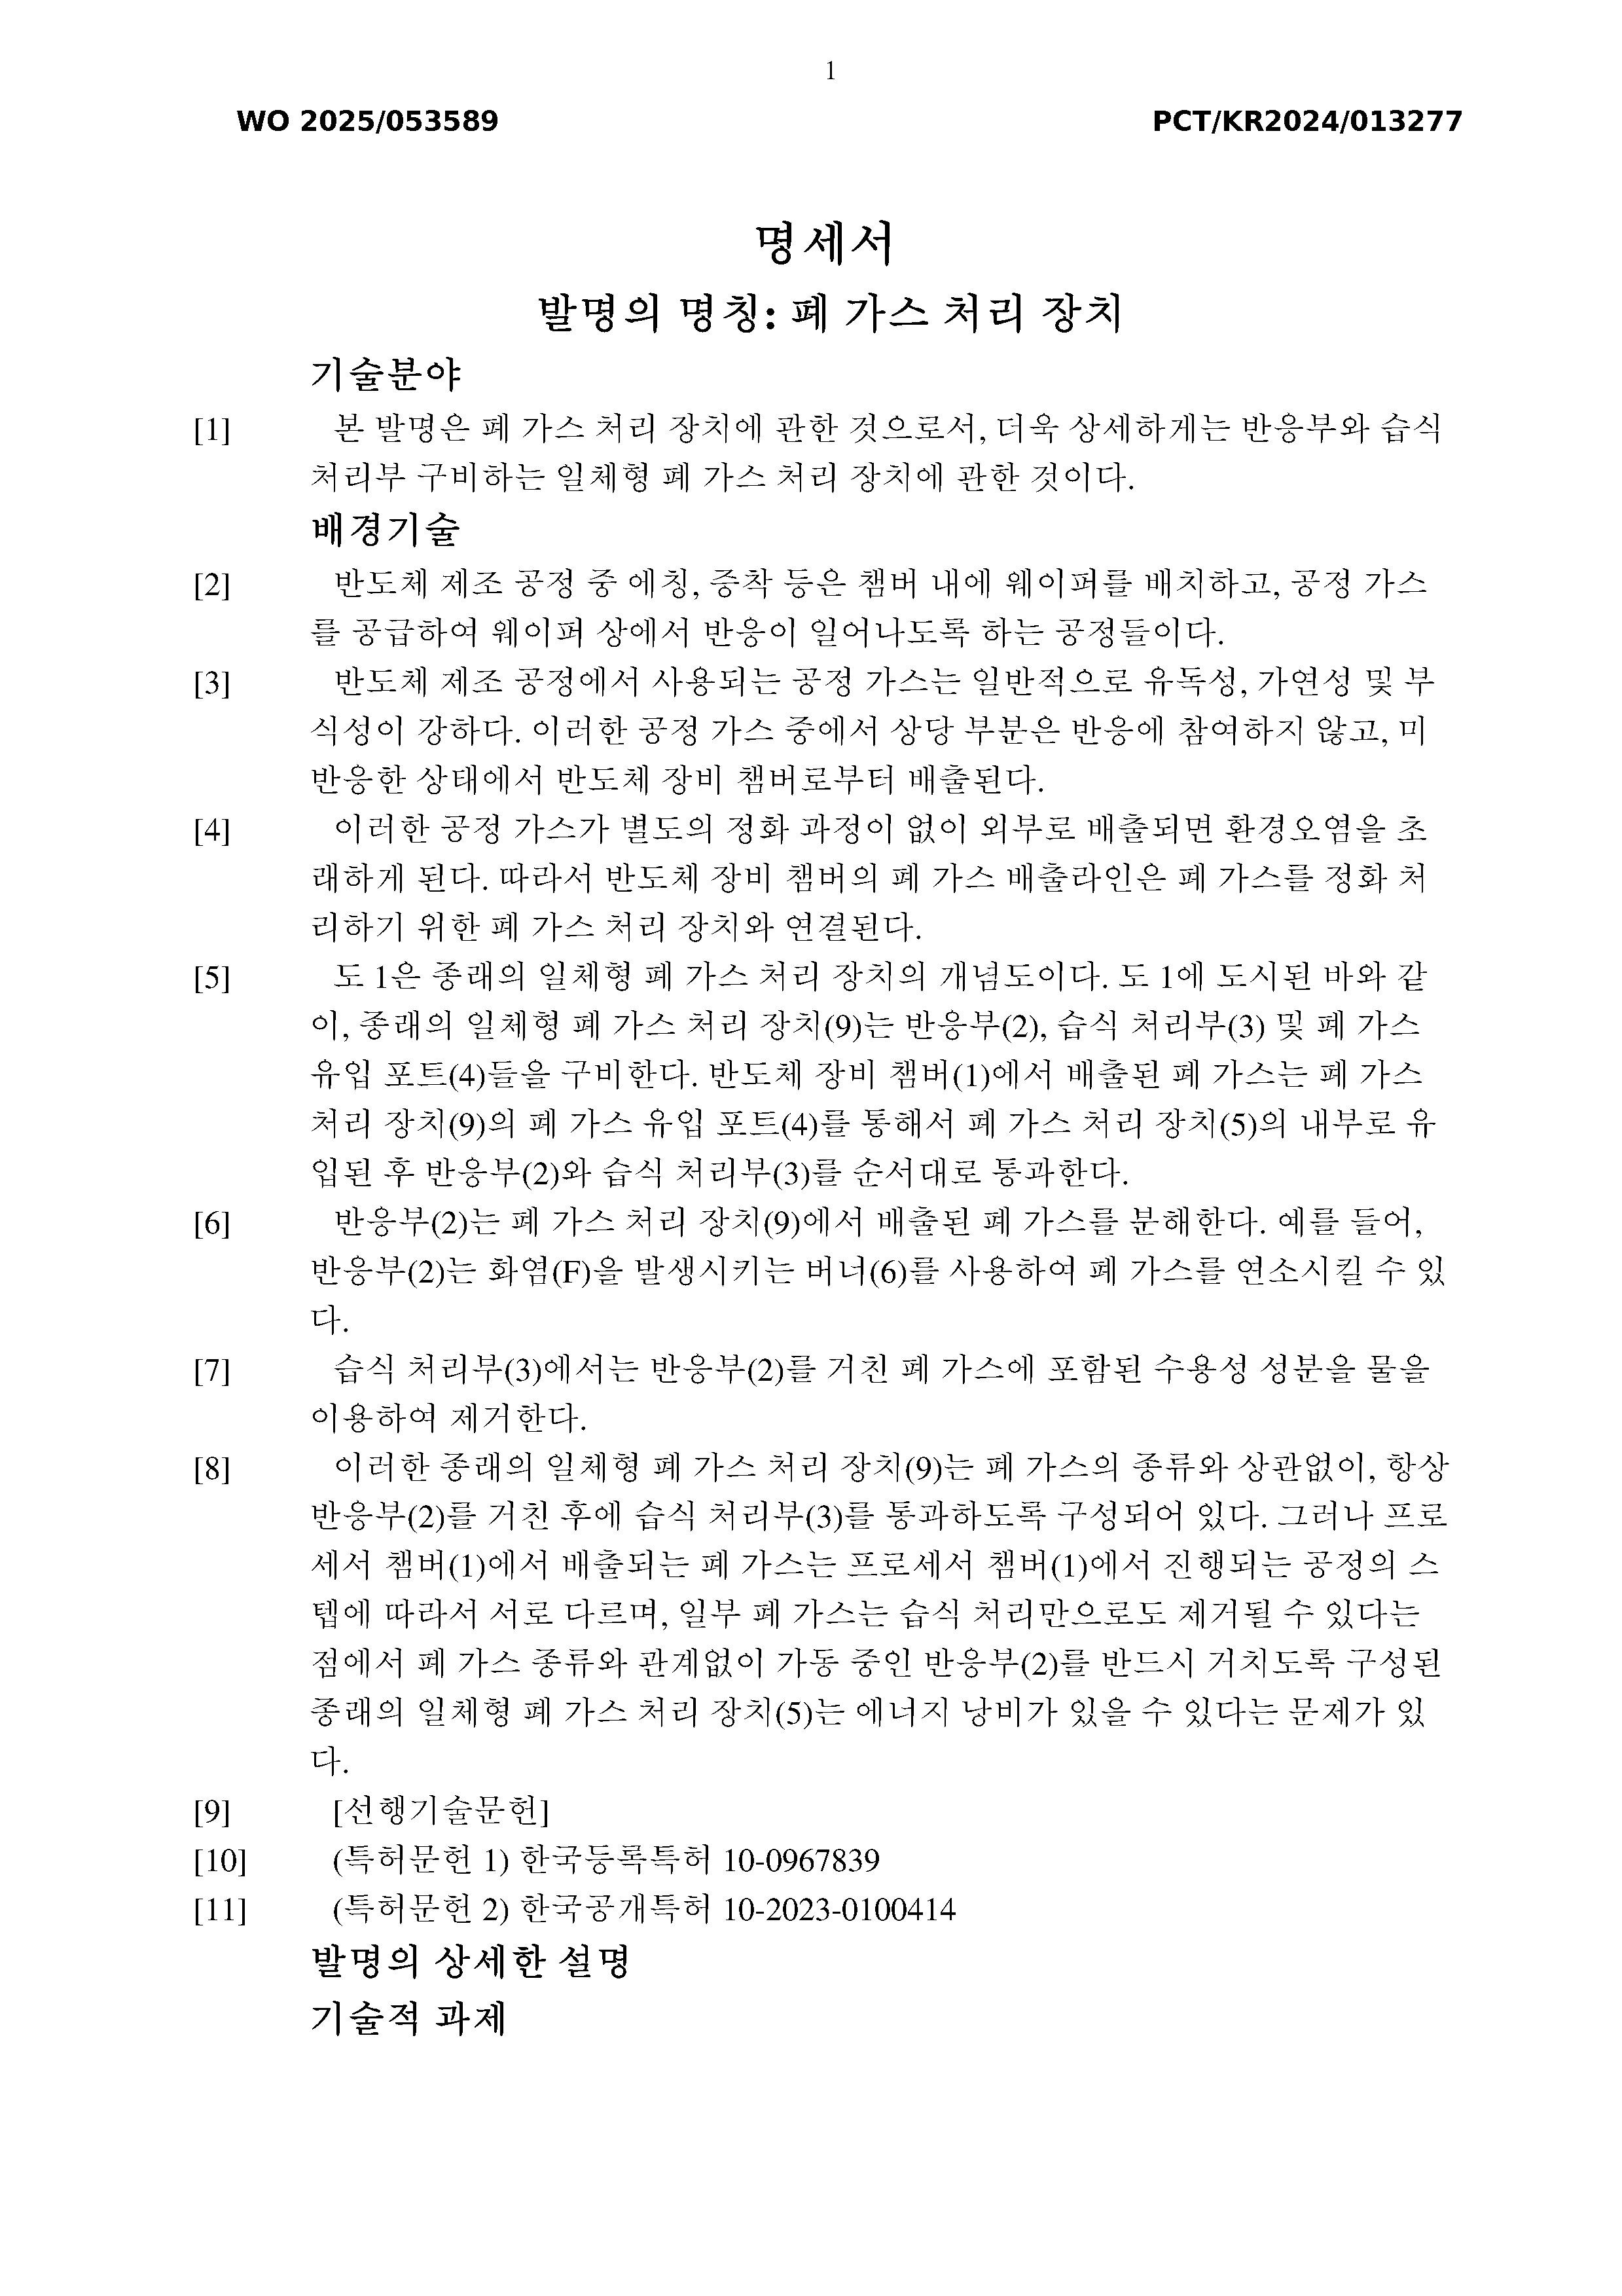 1
WO 2025/053589 PCT/KR2024/013277
명세서
발명의 명칭: 폐 가스 처리 장치
기술분야
[1] 본 발명은 폐 가스 처리 장치에 관한 것으로서, 더욱 상세하게는 반응부와 습식
처리부 구비하는 일체형 폐 가스 처리 장치에 관한 것이다.
배경기술
[2] 반도체 제조 공정 중 에칭, 증착 등은 챔버 내에 웨이퍼를 배치하고, 공정 가스
를 공급하여 웨이퍼 상에서 반응이 일어나도록 하는 공정들이다.
[3] 반도체 제조 공정에서 사용되는 공정 가스는 일반적으로 유독성, 가연성 및 부
식성이 강하다. 이러한 공정 가스 중에서 상당 부분은 반응에 참여하지 않고, 미
반응한 상태에서 반도체 장비 챔버로부터 배출된다.
[4] 이러한 공정 가스가 별도의 정화 과정이 없이 외부로 배출되면 환경오염을 초
래하게 된다. 따라서 반도체 장비 챔버의 폐 가스 배출라인은 폐 가스를 정화 처
리하기 위한 폐 가스 처리 장치와 연결된다.
[5] 도 1은 종래의 일체형 폐 가스 처리 장치의 개념도이다. 도 1에 도시된 바와 같
이, 종래의 일체형 폐 가스 처리 장치(9)는 반응부(2), 습식 처리부(3) 및 폐 가스
유입 포트(4)들을 구비한다. 반도체 장비 챔버(1)에서 배출된 폐 가스는 폐 가스
처리 장치(9)의 폐 가스 유입 포트(4)를 통해서 폐 가스 처리 장치(5)의 내부로 유
입된 후 반응부(2)와 습식 처리부(3)를 순서대로 통과한다.
[6] 반응부(2)는 폐 가스 처리 장치(9)에서 배출된 폐 가스를 분해한다. 예를 들어,
반응부(2)는 화염(F)을 발생시키는 버너(6)를 사용하여 폐 가스를 연소시킬 수 있
다.
[7] 습식 처리부(3)에서는 반응부(2)를 거친 폐 가스에 포함된 수용성 성분을 물을
이용하여 제거한다.
[8] 이러한 종래의 일체형 폐 가스 처리 장치(9)는 폐 가스의 종류와 상관없이, 항상
반응부(2)를 거친 후에 습식 처리부(3)를 통과하도록 구성되어 있다. 그러나 프로
세서 챔버(1)에서 배출되는 폐 가스는 프로세서 챔버(1)에서 진행되는 공정의 스
텝에 따라서 서로 다르며, 일부 폐 가스는 습식 처리만으로도 제거될 수 있다는
점에서 폐 가스 종류와 관계없이 가동 중인 반응부(2)를 반드시 거치도록 구성된
종래의 일체형 폐 가스 처리 장치(5)는 에너지 낭비가 있을 수 있다는 문제가 있
다.
[9] [선행기술문헌]
[10] (특허문헌 1) 한국등록특허 10-0967839
[11] (특허문헌 2) 한국공개특허 10-2023-0100414
발명의 상세한 설명
기술적 과제